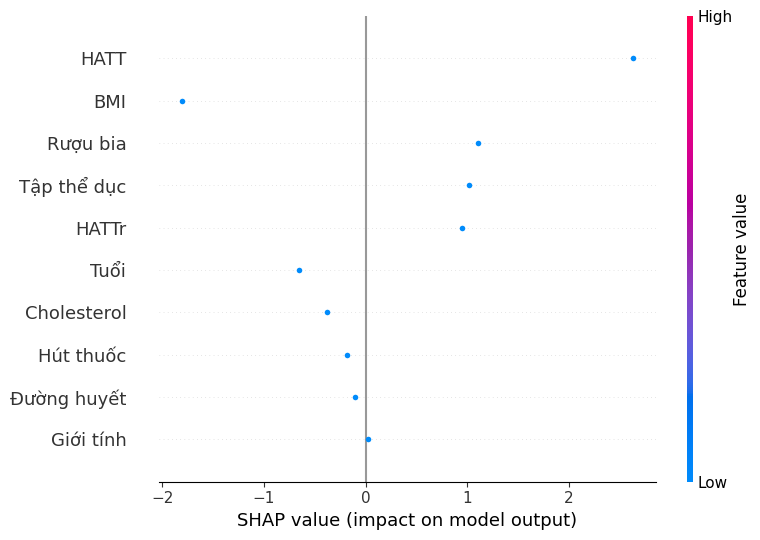 High
HATT
BMI
Rượu bia
Tập thể dục
HATTr
Tuổi
Cholesterol
Hút thuốc
Đường huyết
Giới tính
Feature value
Low
−2 −1 0 1 2
SHAP value (impact on model output)